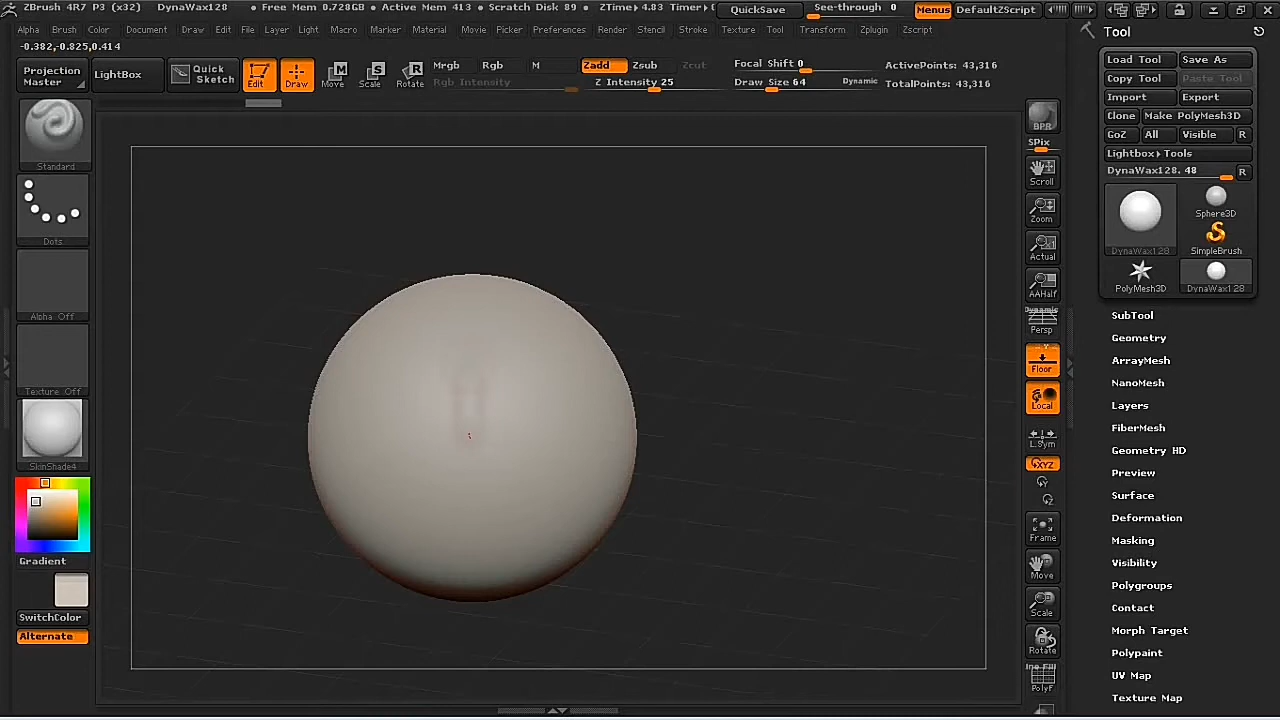 ZBrush 4R7 P3 (x32) DynaWax128 • Free Mem 0.728GB • Active Mem 413 • Scratch Disk 89 • ZTime▸ 4.83 Timer▸ QuickSave See-through 0 Menus DefaultZScript
Alpha Brush Color Document Draw Edit File Layer Light Macro Marker Material Movie Picker Preferences Render Stencil Stroke Texture Tool Transform Zplugin Zscript
Tool
-0.382,-0.825,0.414
Projection Master
LightBox
Quick Sketch
Edit
Draw
Move
Scale
Rotate
Mrgb Rgb M
Rgb Intensity
Zadd Zsub Zcut
Z Intensity 25
Focal Shift 0
Draw Size 64 Dynamic
ActivePoints: 43,316
TotalPoints: 43,316
Load Tool Save As
Copy Tool Paste Tool
Import Export
Clone Make PolyMesh3D
GoZ All Visible R
Lightbox▸Tools
DynaWax128. 48 R
DynaWax128
Sphere3D
SimpleBrush
PolyMesh3D
DynaWax128
Standard
Dots
Alpha Off
Texture Off
SkinShade4
Gradient
SwitchColor
Alternate
BPR
SPix
Scroll
Zoom
Actual
AAHalf
Dynamic
Persp
Floor
Local
L.Sym
XYZ
Y
Z
Frame
Move
Scale
Rotate
Line Fill
PolyF
SubTool
Geometry
ArrayMesh
NanoMesh
Layers
FiberMesh
Geometry HD
Preview
Surface
Deformation
Masking
Visibility
Polygroups
Contact
Morph Target
Polypaint
UV Map
Texture Map